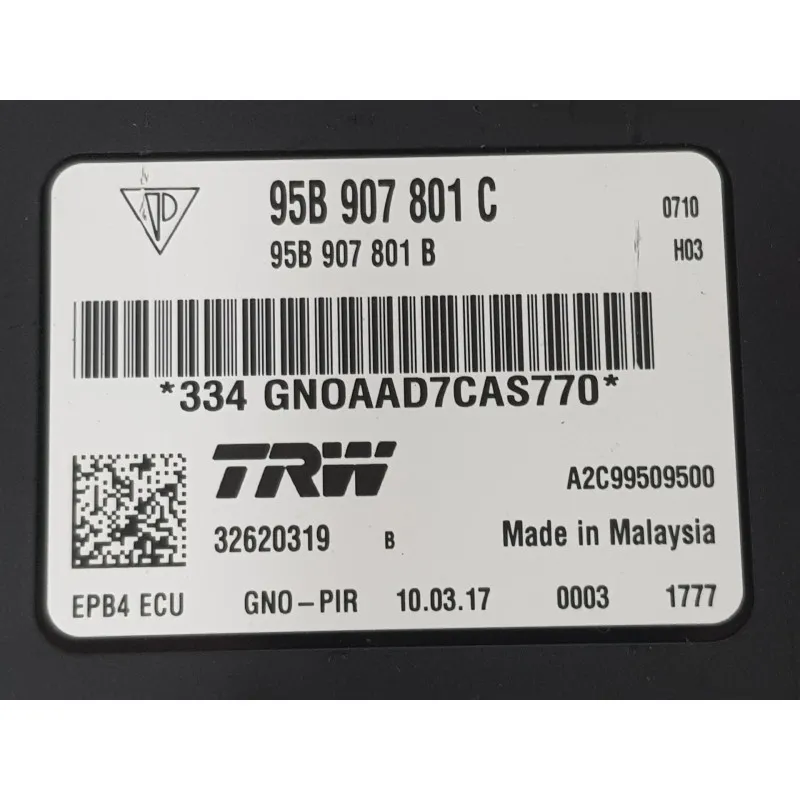 95B 907 801 C
0710
95B 907 801 B
H03
*334 GNOAAD7CAS770*
TRW
A2C99509500
32620319 B
Made in Malaysia
EPB4 ECU GNO-PIR 10.03.17 0003 1777